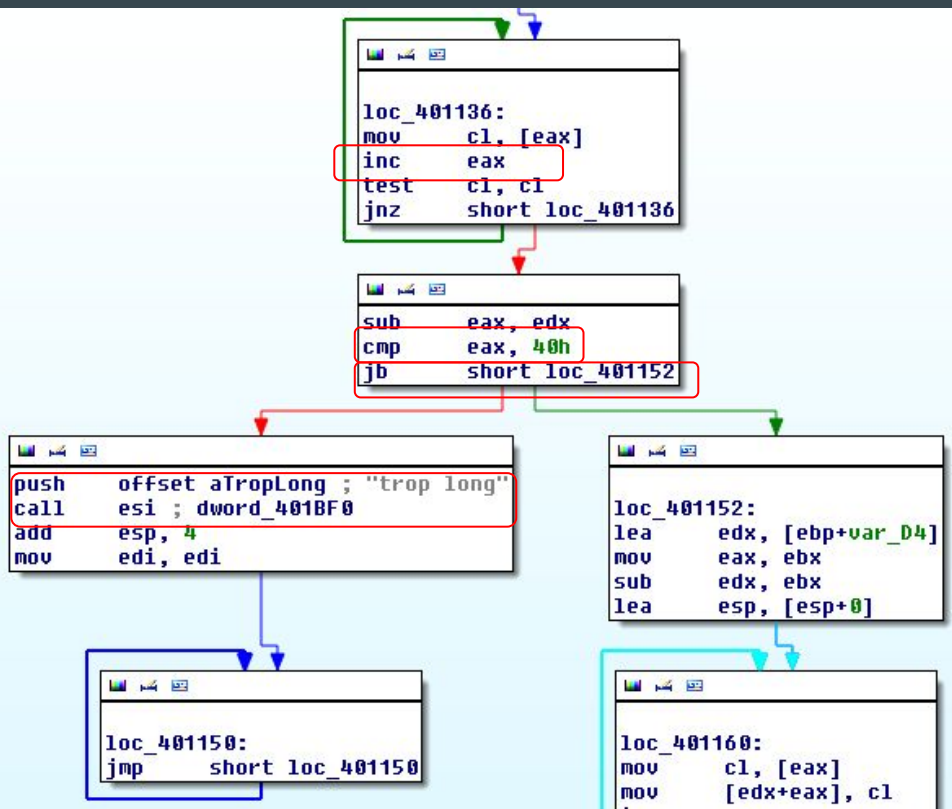 loc_401136:
mov cl, [eax]
inc eax
test cl, cl
jnz short loc_401136
sub eax, edx
cmp eax, 40h
jb short loc_401152
push offset aTropLong ; "trop long"
call esi ; dword_401BF0
add esp, 4
mov edi, edi
loc_401152:
lea edx, [ebp+var_D4]
mov eax, ebx
sub edx, ebx
lea esp, [esp+0]
loc_401150:
jmp short loc_401150
loc_401160:
mov cl, [eax]
mov [edx+eax], cl